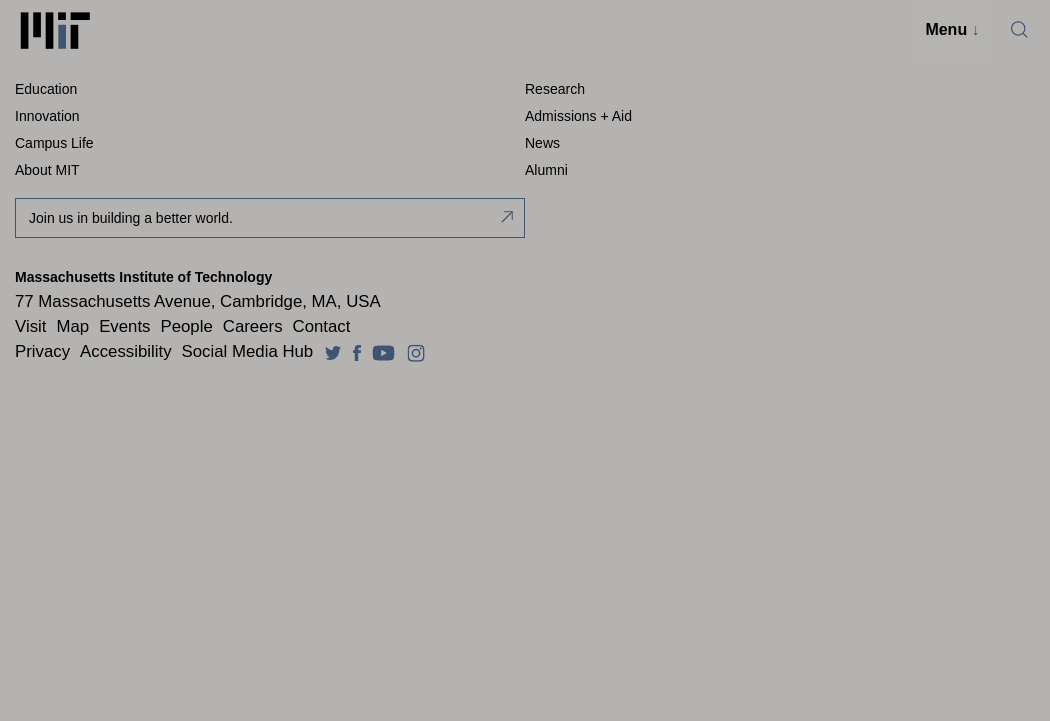 MIT
Menu ↓
Education
Research
Innovation
Admissions + Aid
Campus Life
News
About MIT
Alumni
Join us in building a better world.
Massachusetts Institute of Technology
77 Massachusetts Avenue, Cambridge, MA, USA
Visit Map Events People Careers Contact
Privacy Accessibility Social Media Hub